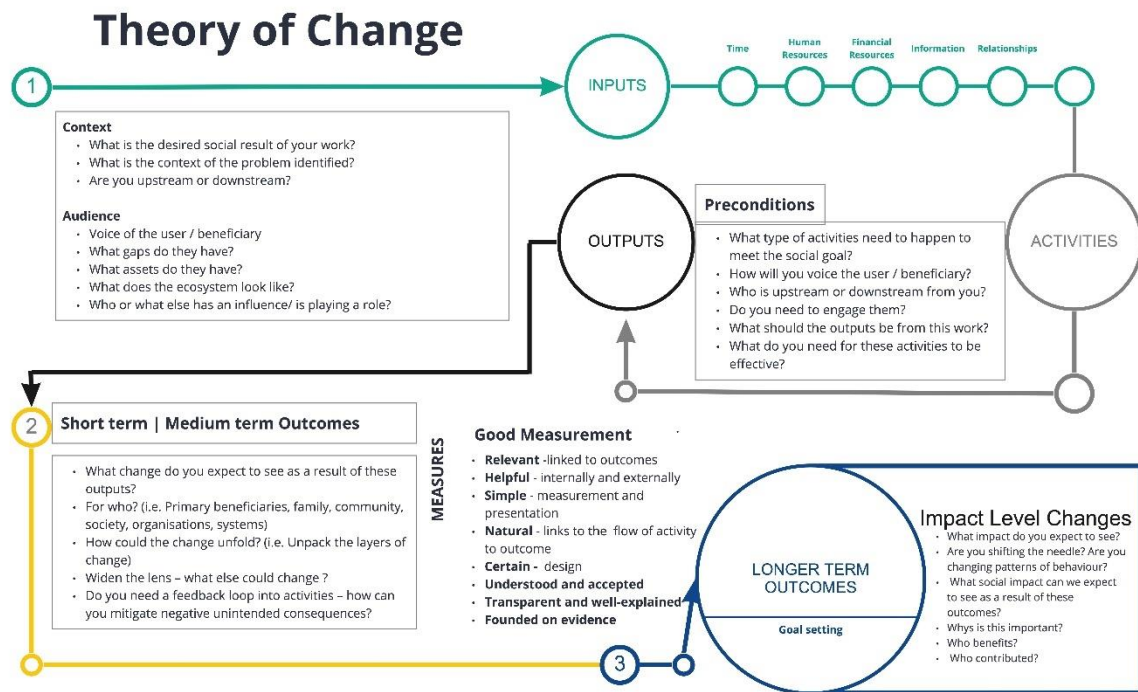 Theory of Change
1
INPUTS
Time
Human
Resources
Financial
Resources
Information
Relationships
Context
• What is the desired social result of your work?
• What is the context of the problem identified?
• Are you upstream or downstream?
Audience
• Voice of the user / beneficiary
• What gaps do they have?
• What assets do they have?
• What does the ecosystem look like?
• Who or what else has an influence/ is playing a role?
OUTPUTS
Preconditions
• What type of activities need to happen to
meet the social goal?
• How will you voice the user / beneficiary?
• Who is upstream or downstream from you?
• Do you need to engage them?
• What should the outputs be from this work?
• What do you need for these activities to be
effective?
ACTIVITIES
2
Short term | Medium term Outcomes
• What change do you expect to see as a result of these
outputs?
• For who? (i.e. Primary beneficiaries, family, community,
society, organisations, systems)
• How could the change unfold? (i.e. Unpack the layers of
change)
• Widen the lens – what else could change ?
• Do you need a feedback loop into activities – how can
you mitigate negative unintended consequences?
MEASURES
Good Measurement
• Relevant -linked to outcomes
• Helpful - internally and externally
• Simple - measurement and
presentation
• Natural - links to the flow of activity
to outcome
• Certain - design
• Understood and accepted
• Transparent and well-explained
• Founded on evidence
3
LONGER TERM
OUTCOMES
Goal setting
Impact Level Changes
• What impact do you expect to see?
• Are you shifting the needle? Are you
changing patterns of behaviour?
• What social impact can we expect
to see as a result of these
outcomes?
• Whys is this important?
• Who benefits?
• Who contributed?